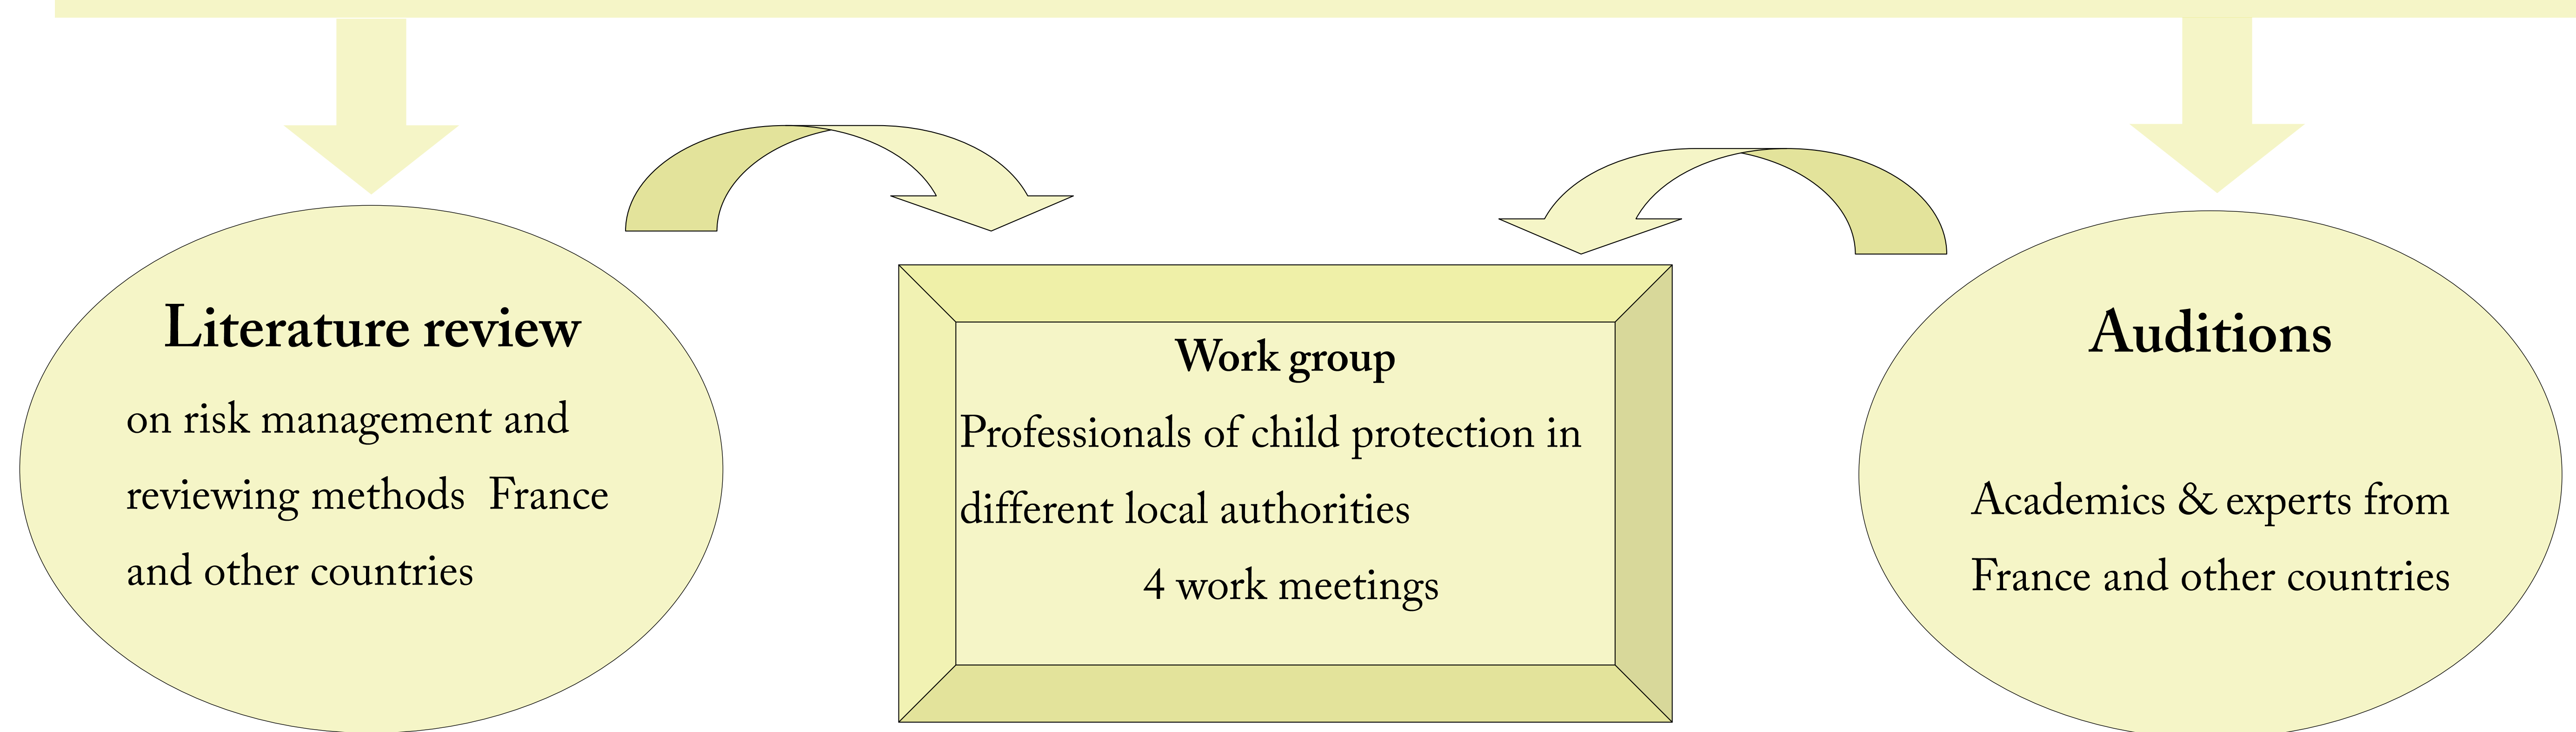 Literature review
on risk management and
reviewing methods  France
and other countries
Work group
Professionals of child protection in
different local authorities
4 work meetings
Auditions
Academics & experts from
France and other countries